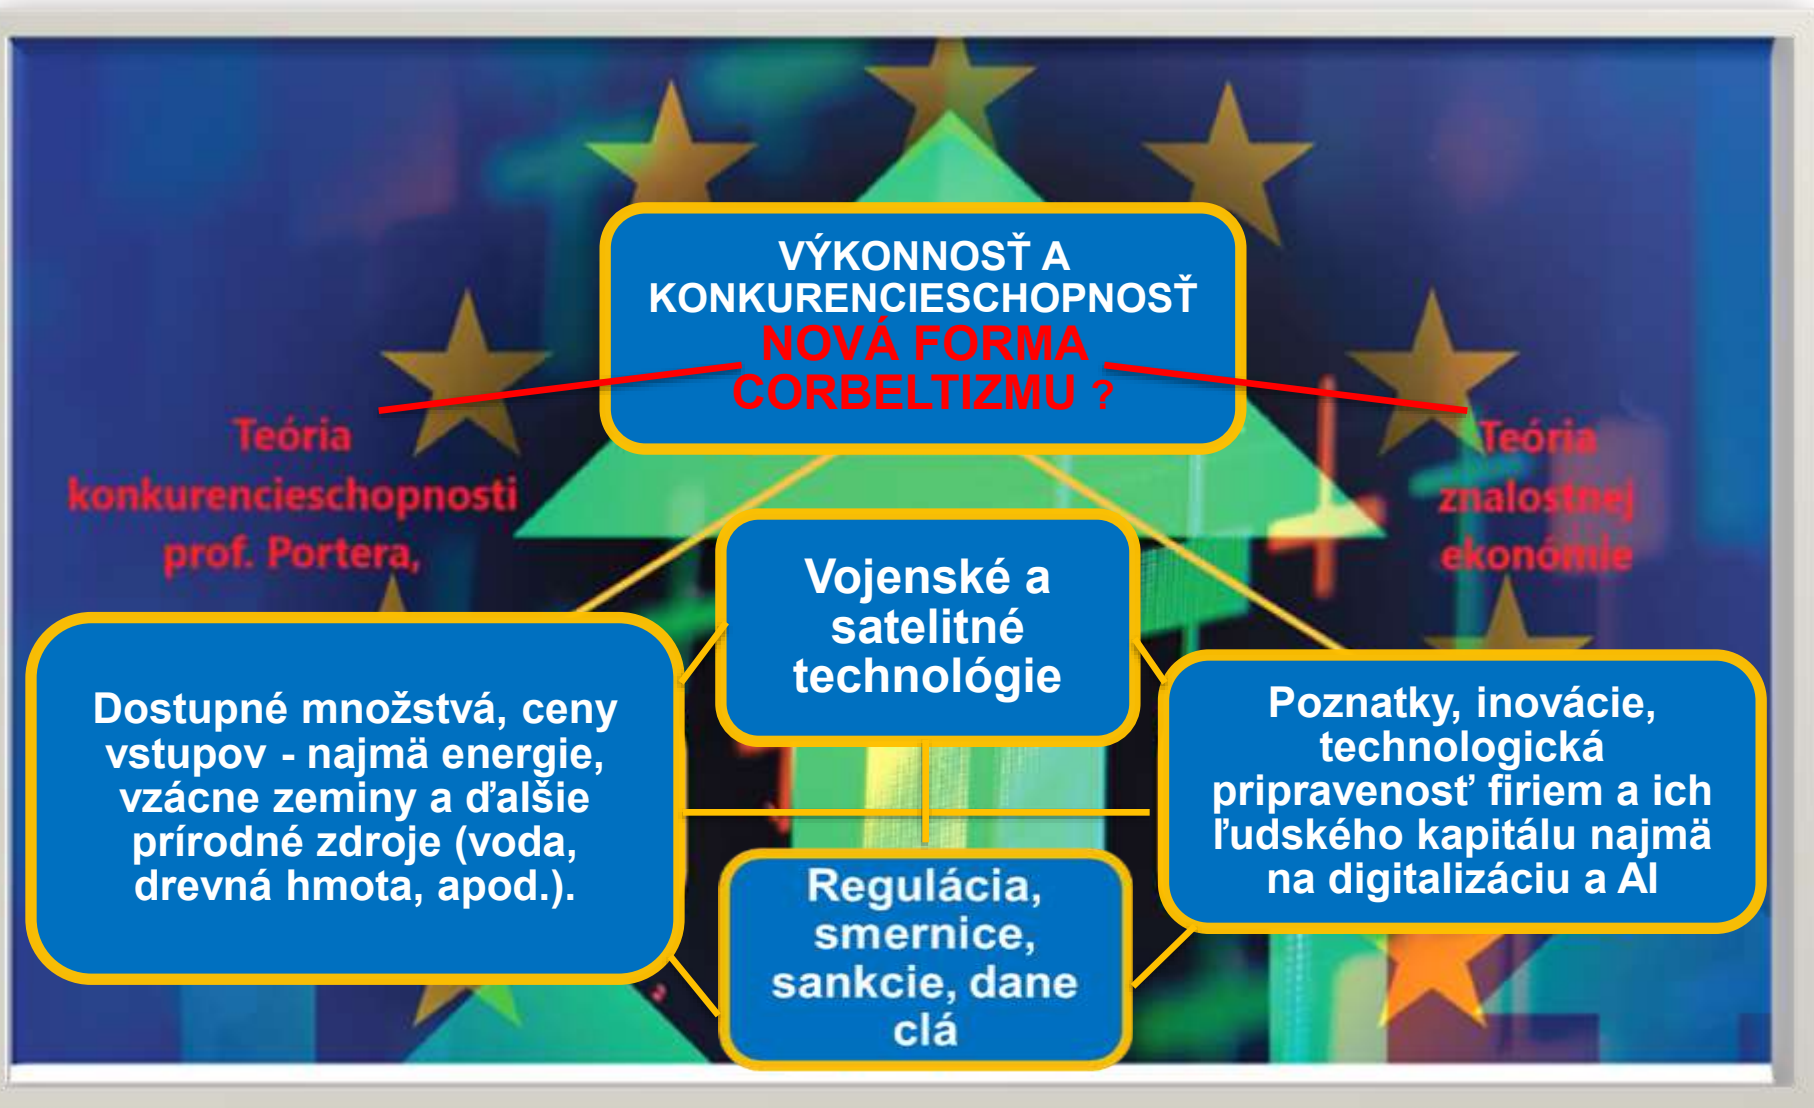 VÝKONNOSŤ A
KONKURENCIESCHOPNOSŤ
NOVÁ FORMA
CORBELTIZMU ?
Teória
konkurencieschopnosti
prof. Portera,
Teória
znalostnej
ekonómie
Vojenské a
satelitné
technológie
Dostupné množstvá, ceny
vstupov - najmä energie,
vzácne zeminy a ďalšie
prírodné zdroje (voda,
drevná hmota, apod.).
Poznatky, inovácie,
technologická
pripravenosť firiem a ich
ľudského kapitálu najmä
na digitalizáciu a AI
Regulácia,
smernice,
sankcie, dane
clá